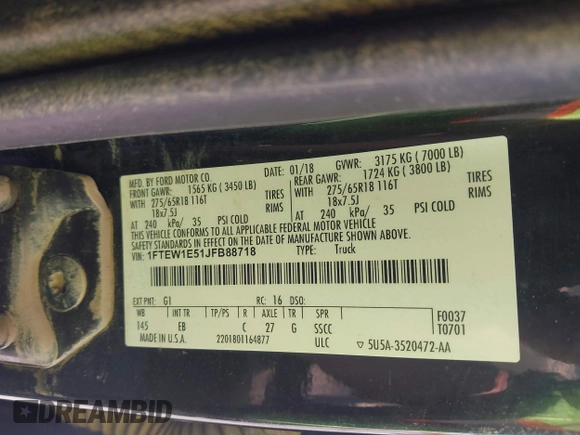 MFD. BY FORD MOTOR CO.
01/18 GVWR: 3175 KG ( 7000 LB)
FRONT GAWR: 1565 KG ( 3450 LB) REAR GAWR: 1724 KG ( 3800 LB)
WITH 275/65R18 116T TIRES WITH 275/65R18 116T TIRES
18x7.5J RIMS 18x7.5J RIMS
AT 240 kPa/ 35 PSI COLD AT 240 kPa/ 35 PSI COLD
THIS VEHICLE CONFORMS TO ALL APPLICABLE FEDERAL MOTOR VEHICLE
SAFETY AND THEFT PREVENTION STANDARDS IN EFFECT ON THE
DATE OF MANUFACTURE SHOWN ABOVE.
VIN: 1FTEW1E51JFB88718 TYPE: Truck
EXT PNT: G1 RC: 16 DSO:
WB INT TR TP/PS R AXLE TR SPR F0037
145 EB C 27 G SSCC T0701
MADE IN U.S.A. 2201801164877 ULC ▽ 5U5A-3520472-AA
DREAMBID